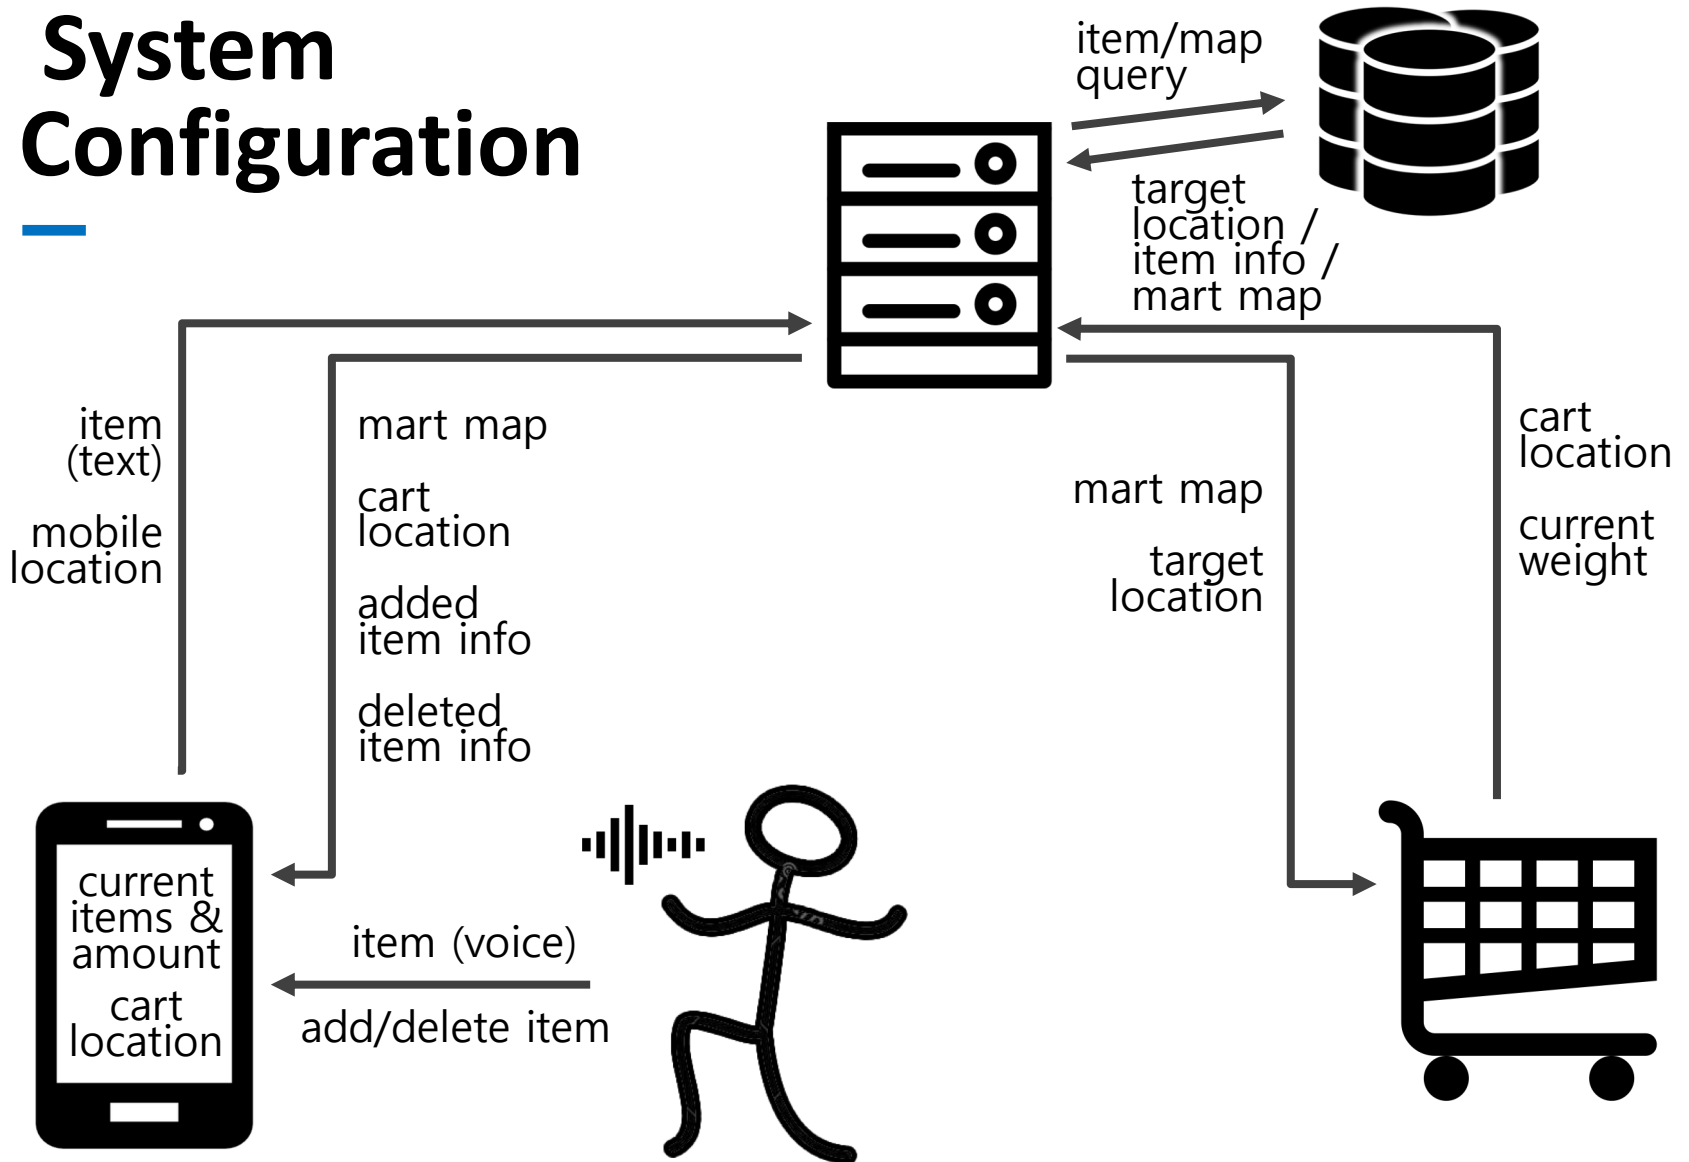 System
Configuration
item/map
query
target
location /
item info /
mart map
item
(text)
mobile
location
mart map
cart
location
added
item info
deleted
item info
mart map
target
location
cart
location
current
weight
current
items &
amount
cart
location
item (voice)
add/delete item